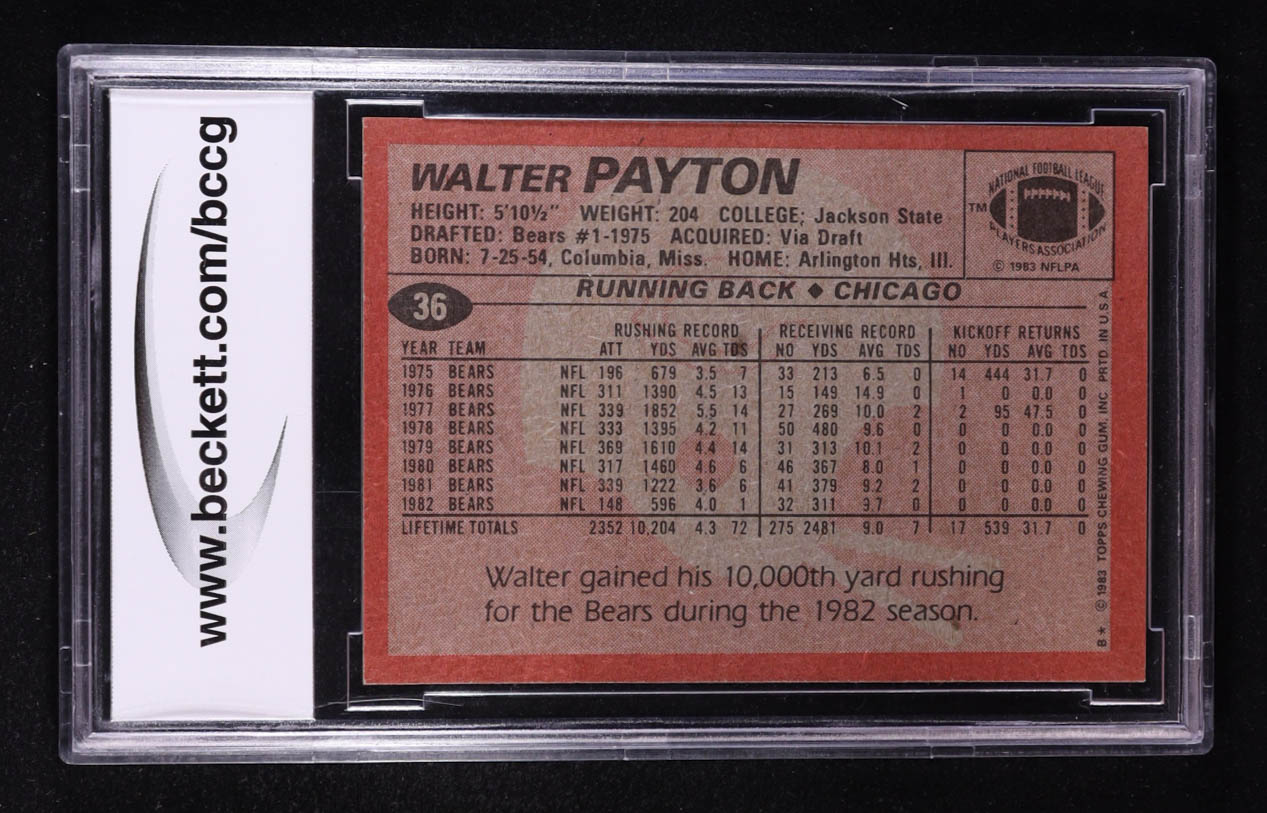 www.beckett.com/bccg
WALTER PAYTON
HEIGHT: 5'10½" WEIGHT: 204 COLLEGE: Jackson State
DRAFTED: Bears #1-1975 ACQUIRED: Via Draft
BORN: 7-25-54, Columbia, Miss. HOME: Arlington Hts, Ill.
NATIONAL FOOTBALL LEAGUE
TM
PLAYERS ASSOCIATION
© 1983 NFLPA
36
RUNNING BACK ♦ CHICAGO
RUSHING RECORD RECEIVING RECORD KICKOFF RETURNS
YEAR TEAM ATT YDS AVG TDS NO YDS AVG TDS NO YDS AVG TDS
1975 BEARS NFL 196 679 3.5 7 33 213 6.5 0 14 444 31.7 0
1976 BEARS NFL 311 1390 4.5 13 15 149 14.9 0 1 0 0.0 0
1977 BEARS NFL 339 1852 5.5 14 27 269 10.0 2 2 95 47.5 0
1978 BEARS NFL 333 1395 4.2 11 50 480 9.6 0 0 0 0.0 0
1979 BEARS NFL 369 1610 4.4 14 31 313 10.1 2 0 0 0.0 0
1980 BEARS NFL 317 1460 4.6 6 46 367 8.0 1 0 0 0.0 0
1981 BEARS NFL 339 1222 3.6 6 41 379 9.2 2 0 0 0.0 0
1982 BEARS NFL 148 596 4.0 1 32 311 9.7 0 0 0 0.0 0
LIFETIME TOTALS 2352 10,204 4.3 72 275 2481 9.0 7 17 539 31.7 0
Walter gained his 10,000th yard rushing
for the Bears during the 1982 season.
B* © 1983 TOPPS CHEWING GUM, INC PRTD. IN U.S.A.